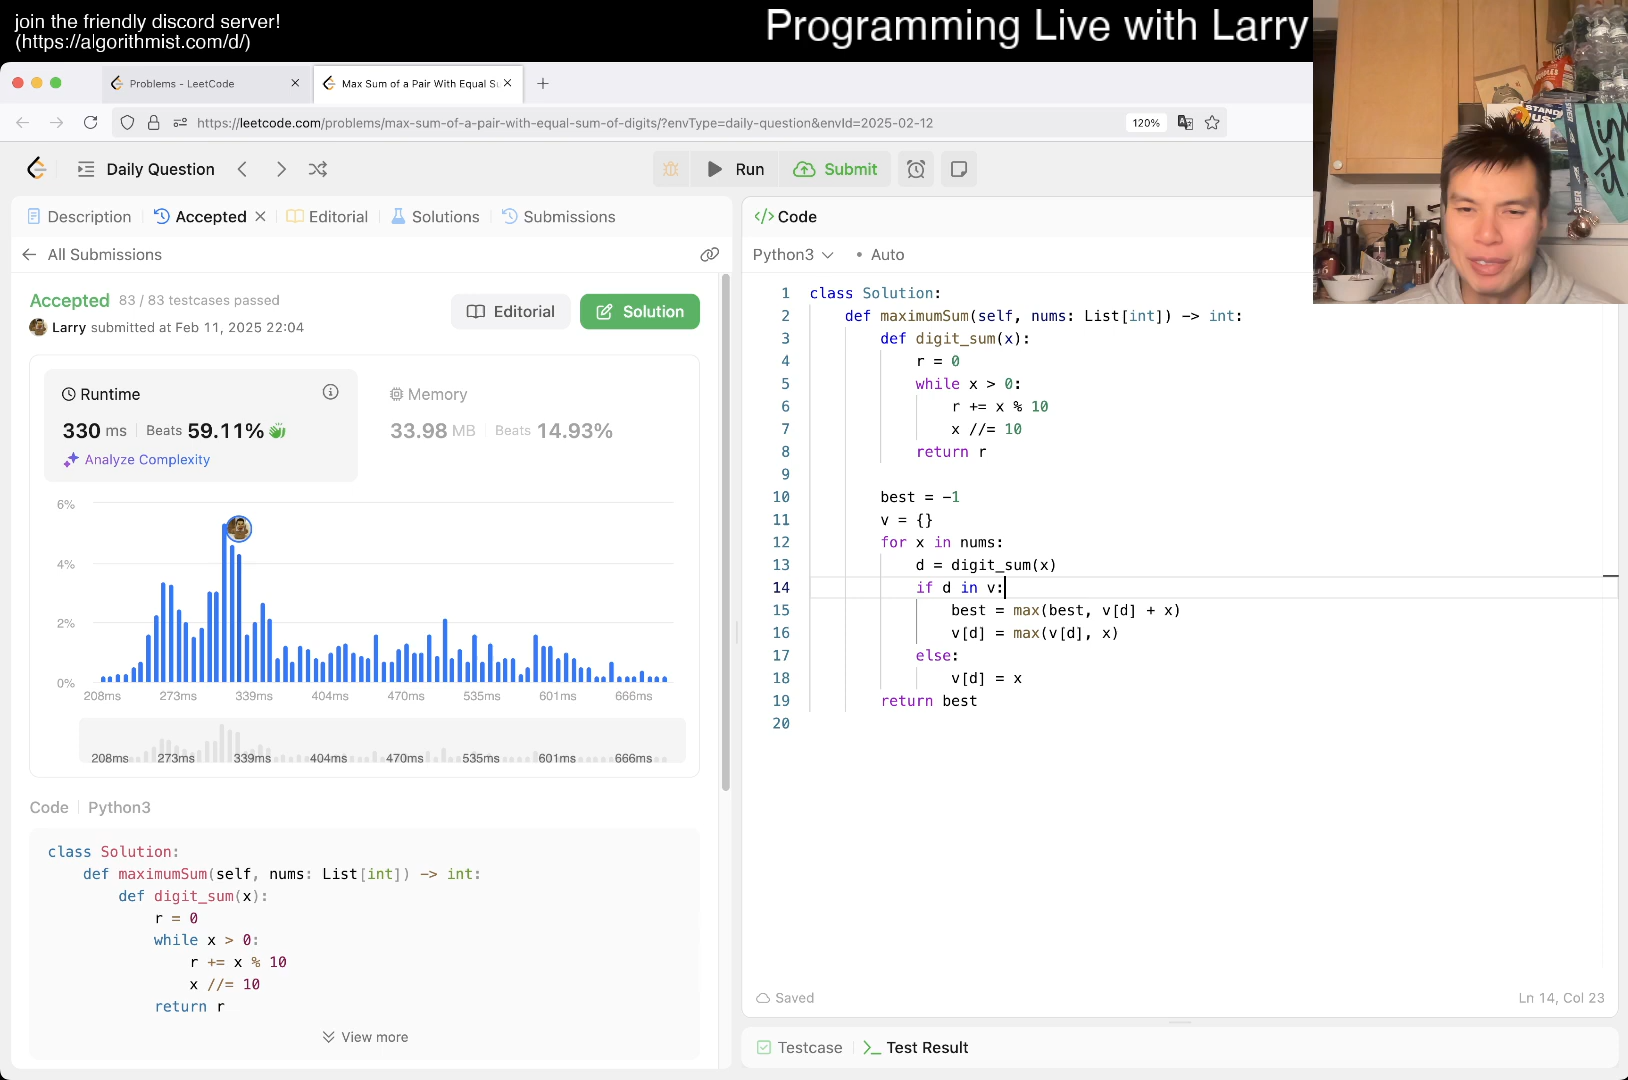 join the friendly discord server!
(https://algorithmist.com/d/)
Programming Live with Larry
Problems - LeetCode
Max Sum of a Pair With Equal Su
https://leetcode.com/problems/max-sum-of-a-pair-with-equal-sum-of-digits/?envType=daily-question&envId=2025-02-12
120%
Daily Question
Run
Submit
Description
Accepted
Editorial
Solutions
Submissions
All Submissions
Accepted 83 / 83 testcases passed
Larry submitted at Feb 11, 2025 22:04
Editorial
Solution
Runtime
330 ms Beats 59.11%
Analyze Complexity
Memory
33.98 MB Beats 14.93%
6%
4%
2%
0%
208ms 273ms 339ms 404ms 470ms 535ms 601ms 666ms
208ms 273ms 339ms 404ms 470ms 535ms 601ms 666ms
Code Python3
class Solution:
def maximumSum(self, nums: List[int]) -> int:
def digit_sum(x):
r = 0
while x > 0:
r += x % 10
x //= 10
return r
View more
</> Code
Python3 • Auto
1 class Solution:
2 def maximumSum(self, nums: List[int]) -> int:
3 def digit_sum(x):
4 r = 0
5 while x > 0:
6 r += x % 10
7 x //= 10
8 return r
9
10 best = -1
11 v = {}
12 for x in nums:
13 d = digit_sum(x)
14 if d in v:
15 best = max(best, v[d] + x)
16 v[d] = max(v[d], x)
17 else:
18 v[d] = x
19 return best
20
Saved
Ln 14, Col 23
Testcase
Test Result